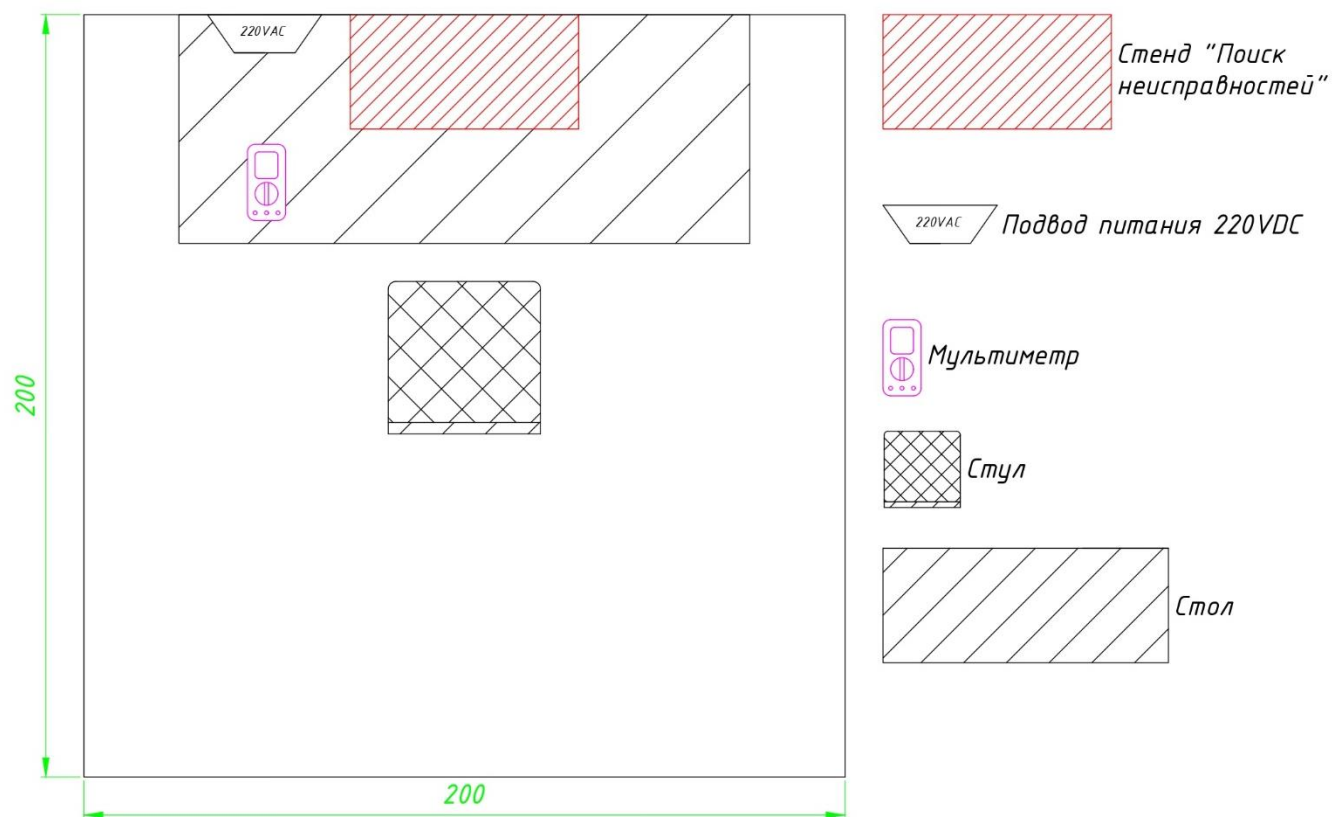 220VAC
200
200
Стенд "Поиск
неисправностей"
220VAC
Подвод питания 220VDC
Мультиметр
Стул
Стол